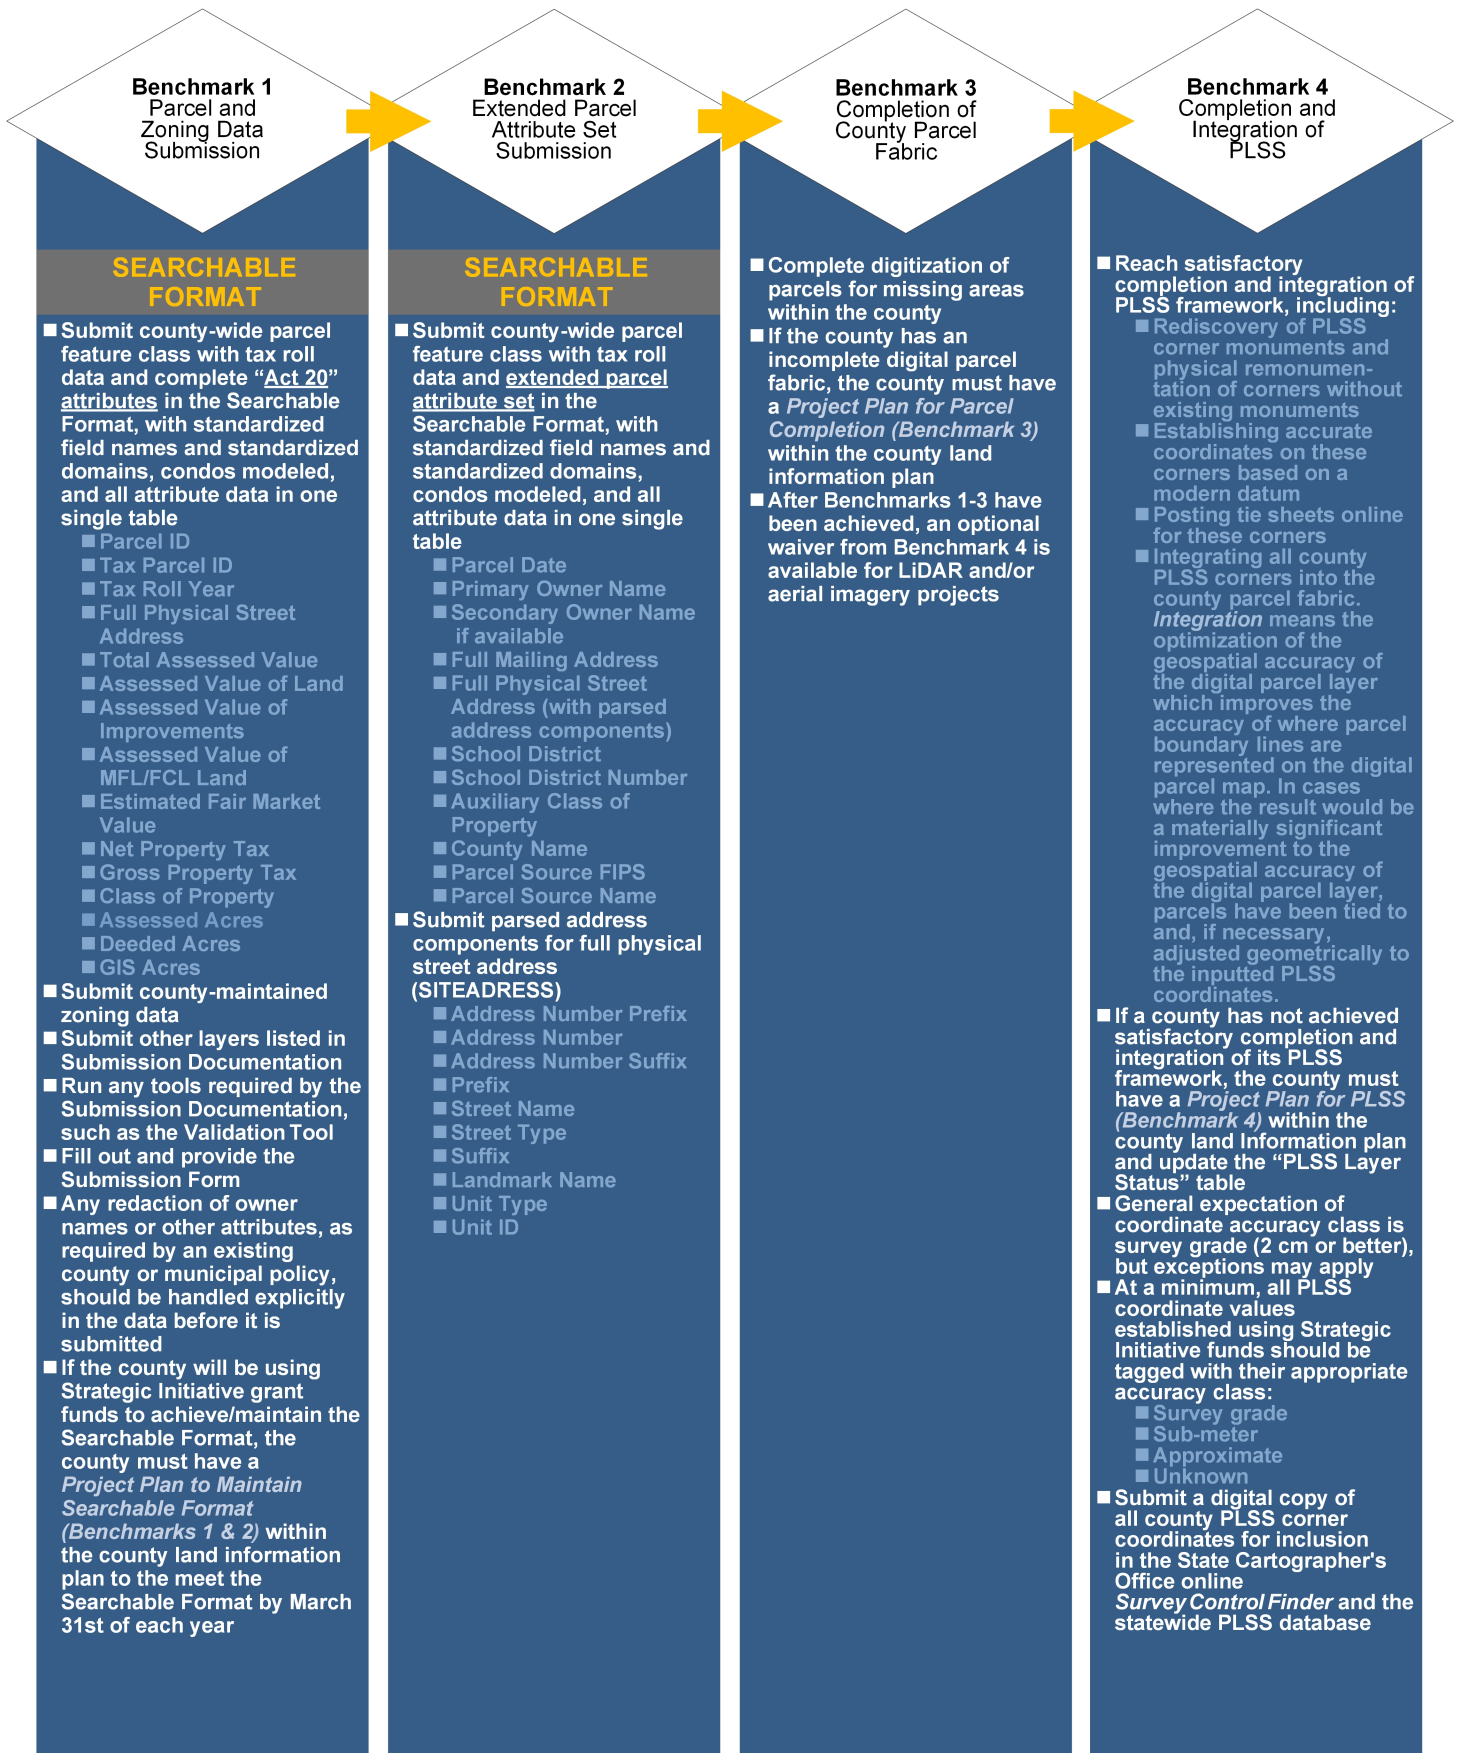 Benchmark 1
Parcel and
Zoning Data
Submission
SEARCHABLE
FORMAT
Submit county-wide parcel
feature class with tax roll
data and complete “Act 20”
attributes in the Searchable
Format, with standardized
field names and standardized
domains, condos modeled,
and all attribute data in one
single table
Parcel ID
Tax Parcel ID
Tax Roll Year
Full Physical Street
Address
Total Assessed Value
Assessed Value of Land
Assessed Value of
Improvements
Assessed Value of
MFL/FCL Land
Estimated Fair Market
Value
Net Property Tax
Gross Property Tax
Class of Property
Assessed Acres
Deeded Acres
GIS Acres
Submit county-maintained
zoning data
Submit other layers listed in
Submission Documentation
Run any tools required by the
Submission Documentation,
such as the Validation Tool
Fill out and provide the
Submission Form
Any redaction of owner
names or other attributes, as
required by an existing
county or municipal policy,
should be handled explicitly
in the data before it is
submitted
If the county will be using
Strategic Initiative grant
funds to achieve/maintain the
Searchable Format, the
county must have a
Project Plan to Maintain
Searchable Format
(Benchmarks 1 & 2) within
the county land information
plan to the meet the
Searchable Format by March
31st of each year
Benchmark 2
Extended Parcel
Attribute Set
Submission
SEARCHABLE
FORMAT
Submit county-wide parcel
feature class with tax roll
data and extended parcel
attribute set in the
Searchable Format, with
standardized field names and
standardized domains,
condos modeled, and all
attribute data in one single
table
Parcel Date
Primary Owner Name
Secondary Owner Name
if available
Full Mailing Address
Full Physical Street
Address (with parsed
address components)
School District
School District Number
Auxiliary Class of
Property
County Name
Parcel Source FIPS
Parcel Source Name
Submit parsed address
components for full physical
street address
(SITEADRESS)
Address Number Prefix
Address Number
Address Number Suffix
Prefix
Street Name
Street Type
Suffix
Landmark Name
Unit Type
Unit ID
Benchmark 3
Completion of
County Parcel
Fabric
Complete digitization of
parcels for missing areas
within the county
If the county has an
incomplete digital parcel
fabric, the county must have
a Project Plan for Parcel
Completion (Benchmark 3)
within the county land
information plan
After Benchmarks 1-3 have
been achieved, an optional
waiver from Benchmark 4 is
available for LiDAR and/or
aerial imagery projects
Benchmark 4
Completion and
Integration of
PLSS
Reach satisfactory
completion and integration of
PLSS framework, including:
Rediscovery of PLSS
corner monuments and
physical remonumen-
tation of corners without
existing monuments
Establishing accurate
coordinates on these
corners based on a
modern datum
Posting tie sheets online
for these corners
Integrating all county
PLSS corners into the
county parcel fabric.
Integration means the
optimization of the
geospatial accuracy of
the digital parcel layer
which improves the
accuracy of where parcel
boundary lines are
represented on the digital
parcel map. In cases
where the result would be
a materially significant
improvement to the
geospatial accuracy of
the digital parcel layer,
parcels have been tied to
and, if necessary,
adjusted geometrically to
the inputted PLSS
coordinates.
If a county has not achieved
satisfactory completion and
integration of its PLSS
framework, the county must
have a Project Plan for PLSS
(Benchmark 4) within the
county land Information plan
and update the “PLSS Layer
Status” table
General expectation of
coordinate accuracy class is
survey grade (2 cm or better),
but exceptions may apply
At a minimum, all PLSS
coordinate values
established using Strategic
Initiative funds should be
tagged with their appropriate
accuracy class:
Survey grade
Sub-meter
Approximate
Unknown
Submit a digital copy of
all county PLSS corner
coordinates for inclusion
in the State Cartographer's
Office online
Survey Control Finder and the
statewide PLSS database